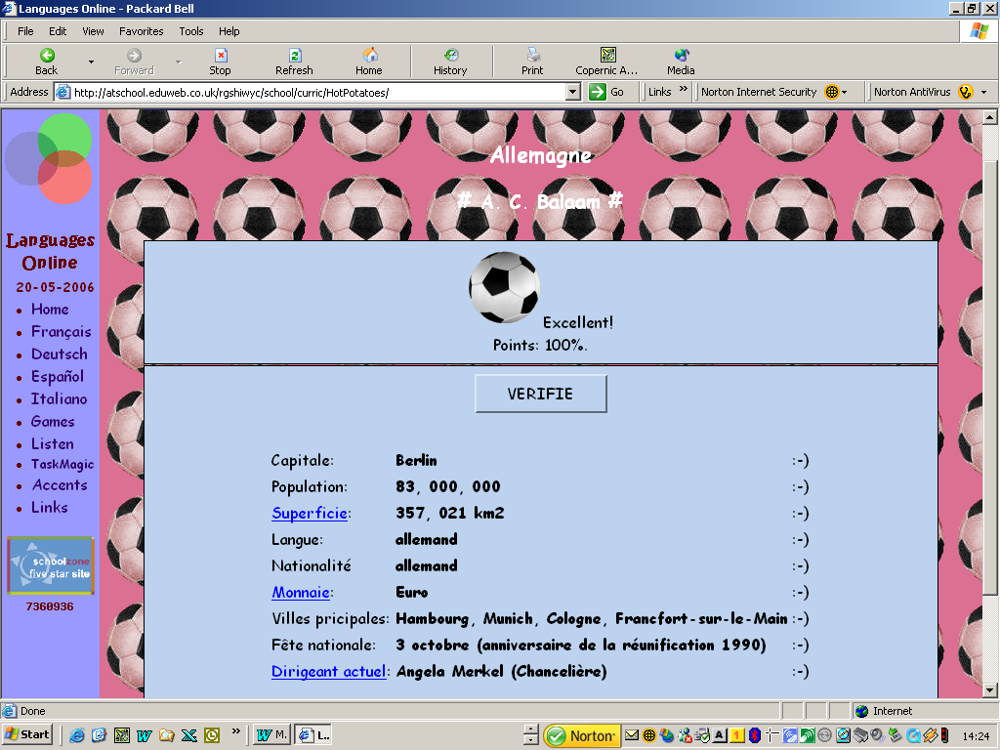 Languages Online - Packard Bell
File Edit View Favorites Tools Help
Back Forward Stop Refresh Home History Print Copernic A... Media
Address http://atschool.eduweb.co.uk/rgshiwyc/school/curric/HotPotatoes/ Go Links » Norton Internet Security Norton AntiVirus
Languages
Online
20-05-2006
Home
Français
Deutsch
Español
Italiano
Games
Listen
TaskMagic
Accents
Links
schoolzone
five star site
7360936
Allemagne
# A. C. Balaam #
Excellent!
Points: 100%.
VERIFIE
Capitale: Berlin :-)
Population: 83, 000, 000 :-)
Superficie: 357, 021 km2 :-)
Langue: allemand :-)
Nationalité allemand :-)
Monnaie: Euro :-)
Villes pricipales: Hambourg, Munich, Cologne, Francfort-sur-le-Main :-)
Fête nationale: 3 octobre (anniversaire de la réunification 1990) :-)
Dirigeant actuel: Angela Merkel (Chancelière) :-)
Done Internet
Start » M. L... Norton 14:24